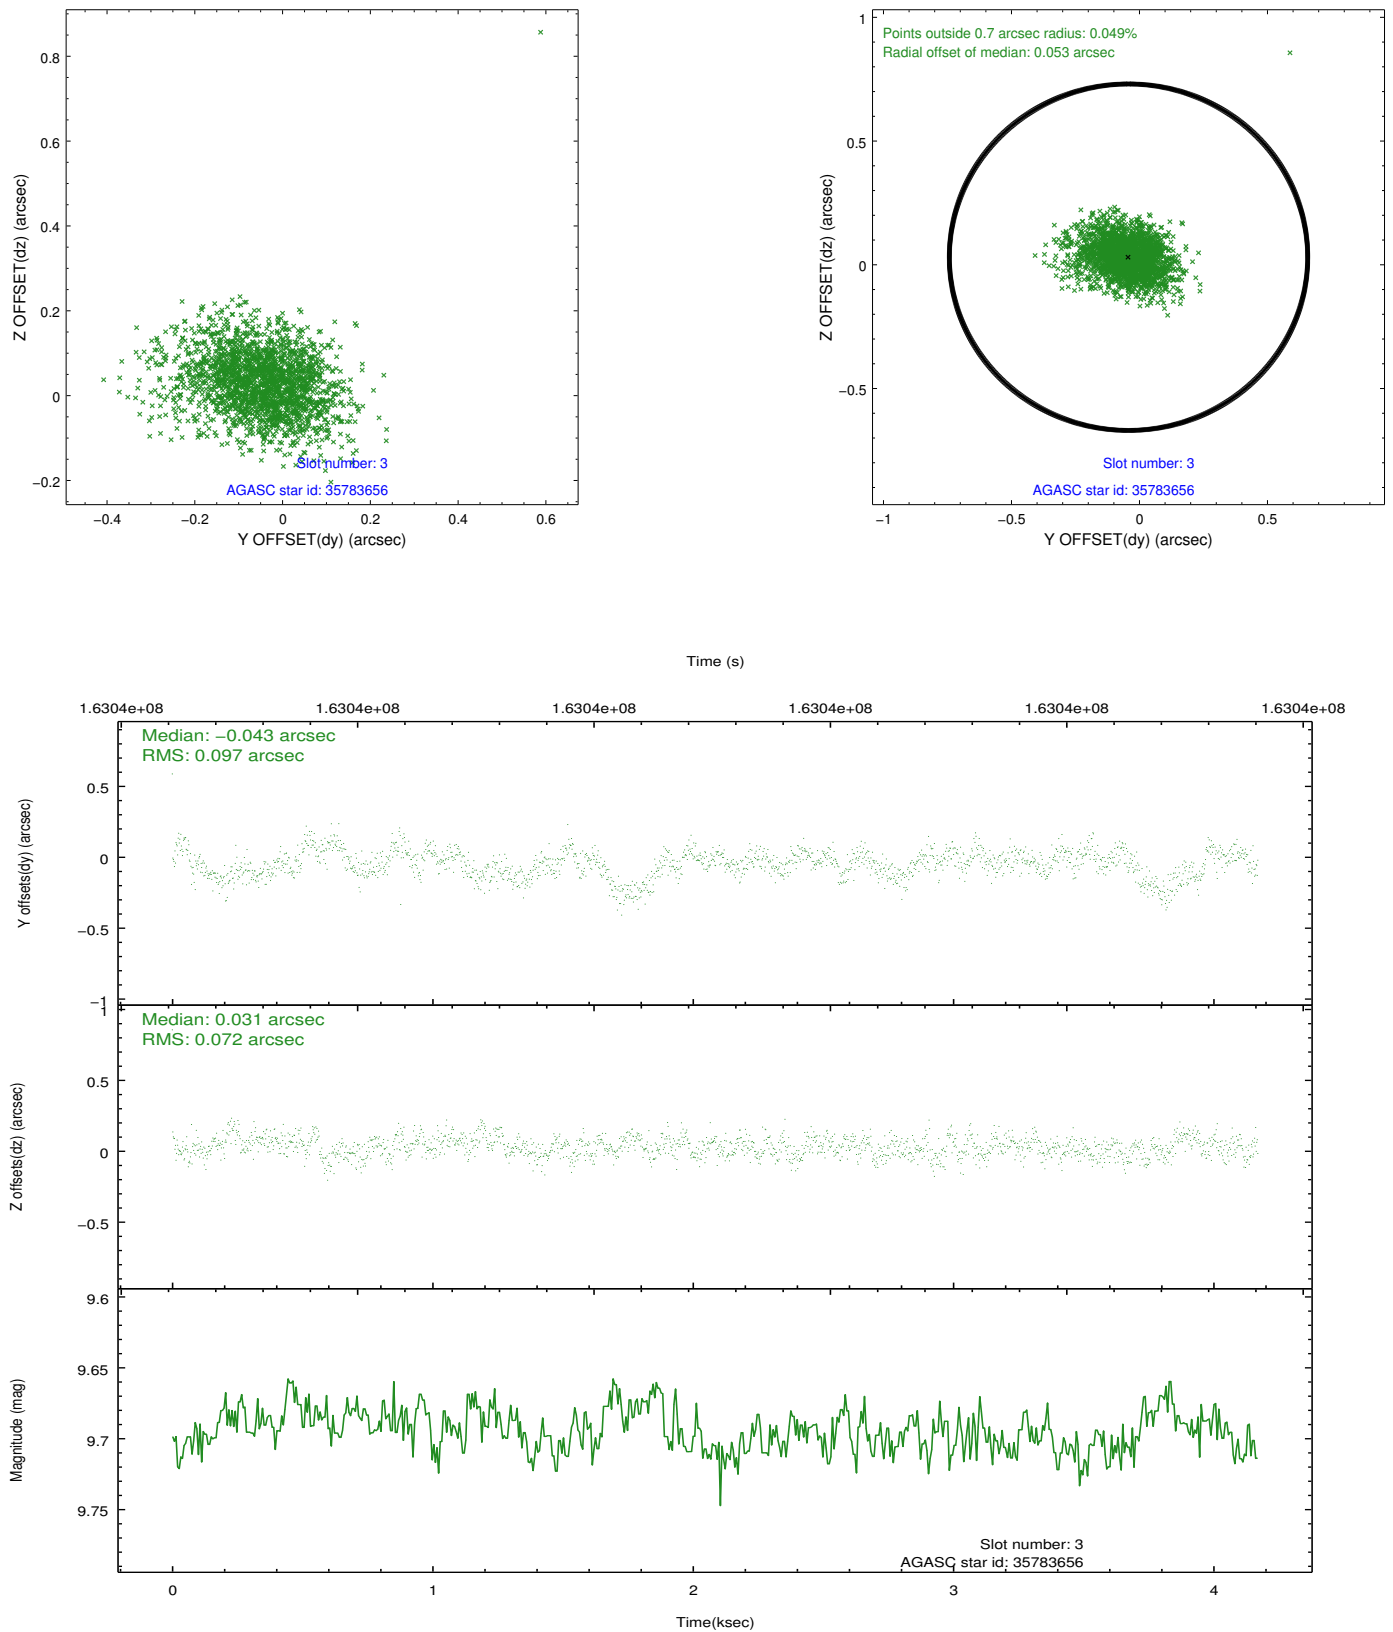 0.8
0.6
0.4
0.2
0
−0.2
Z OFFSET(dz) (arcsec)
Slot number: 3
AGASC star id: 35783656
−0.4 −0.2 0 0.2 0.4 0.6
Y OFFSET(dy) (arcsec)
Points outside 0.7 arcsec radius: 0.049%
Radial offset of median: 0.053 arcsec
1
0.5
0
−0.5
Z OFFSET(dz) (arcsec)
Slot number: 3
AGASC star id: 35783656
−1 −0.5 0 0.5
Y OFFSET(dy) (arcsec)
Time (s)
1.6304e+08 1.6304e+08 1.6304e+08 1.6304e+08 1.6304e+08 1.6304e+08
Median: −0.043 arcsec
RMS: 0.097 arcsec
0.5
0
−0.5
−1
Y offsets(dy) (arcsec)
Median: 0.031 arcsec
RMS: 0.072 arcsec
1
0.5
0
−0.5
Z offsets(dz) (arcsec)
9.6
9.65
9.7
9.75
Magnitude (mag)
Slot number: 3
AGASC star id: 35783656
0 1 2 3 4
Time(ksec)